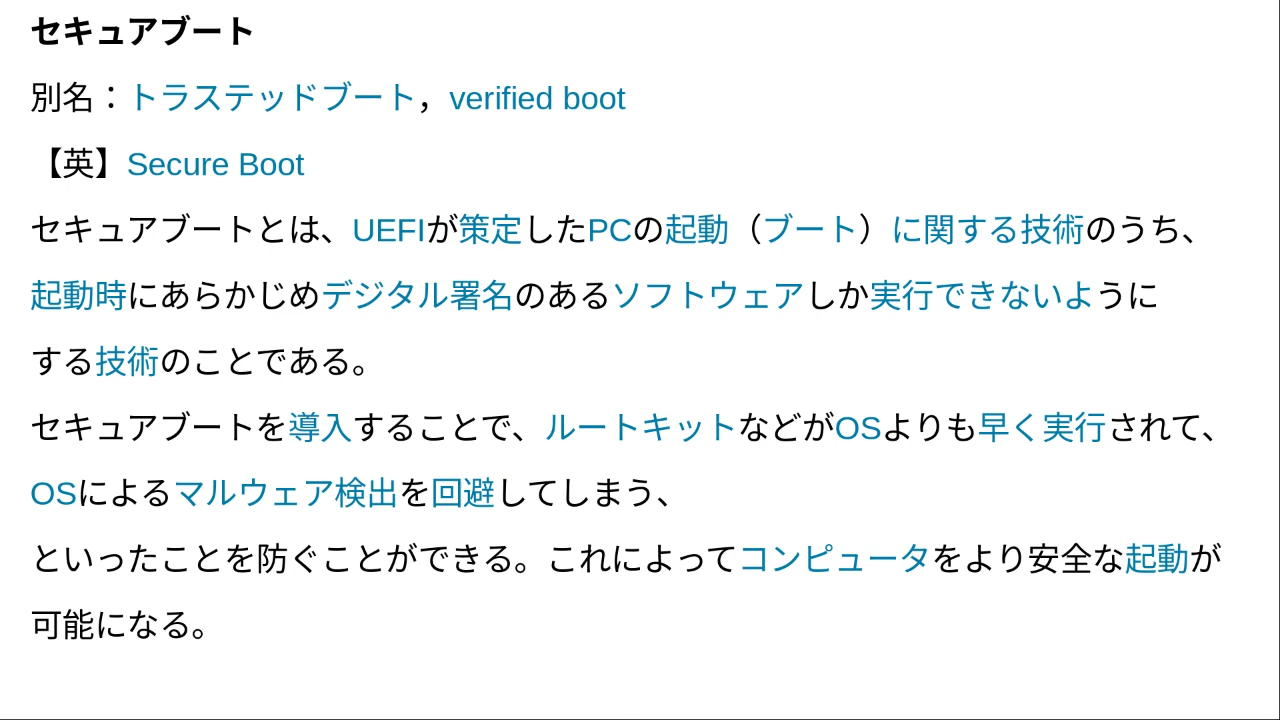 セキュアブート
別名：トラステッドブート，verified boot
【英】Secure Boot
セキュアブートとは、UEFIが策定したPCの起動（ブート）に関する技術のうち、
起動時にあらかじめデジタル署名のあるソフトウェアしか実行できないように
する技術のことである。
セキュアブートを導入することで、ルートキットなどがOSよりも早く実行されて、
OSによるマルウェア検出を回避してしまう、
といったことを防ぐことができる。これによってコンピュータをより安全な起動が
可能になる。